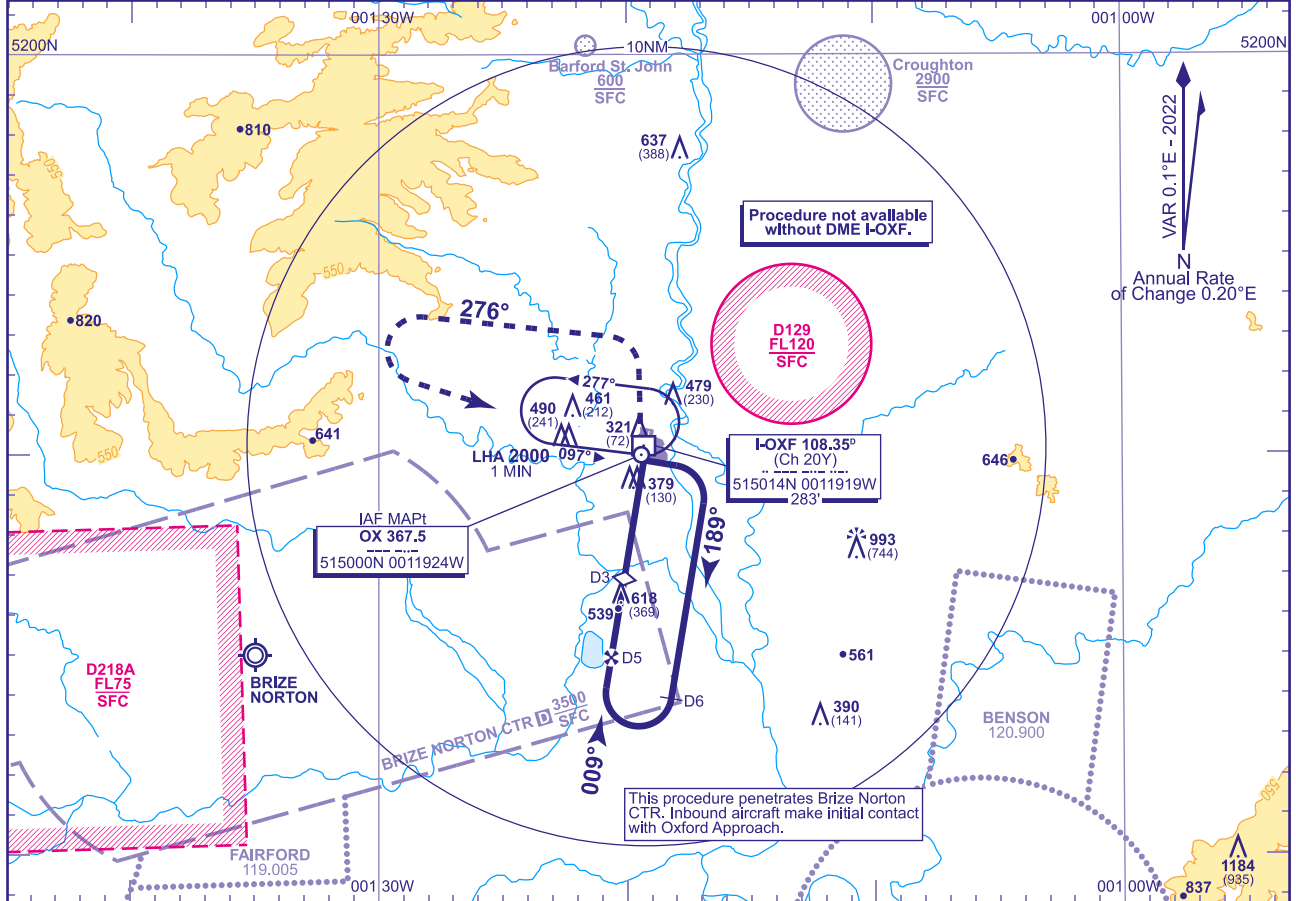 001:30W
001:00W
5200N
5200N
10NM
Barford St. John
600
SFC
Croughton
2900
SFC
VAR 0.1°E - 2022
N
Annual Rate
of Change 0.20°E
550
810
637
(388)
Procedure not available
without DME I-OXF.
550
820
276°
D129
FL120
SFC
277°
461
(212)
479
(230)
490
(241)
321
(72)
641
550
LHA 2000
1 MIN
097°
I-OXF 108.35º
(Ch 20Y)
515014N 0011919W
283'
379
(130)
646
IAF MAPt
OX 367.5
515000N 0011924W
189°
993
(744)
D3
618
(369)
539
D5
561
D218A
FL75
SFC
BRIZE
NORTON
D6
BRIZE NORTON CTR D 3500
SFC
390
(141)
BENSON
120.900
009°
This procedure penetrates Brize Norton
CTR. Inbound aircraft make initial contact
with Oxford Approach.
550
FAIRFORD
119.005
1184
(935)
001:30W
001:00W
837